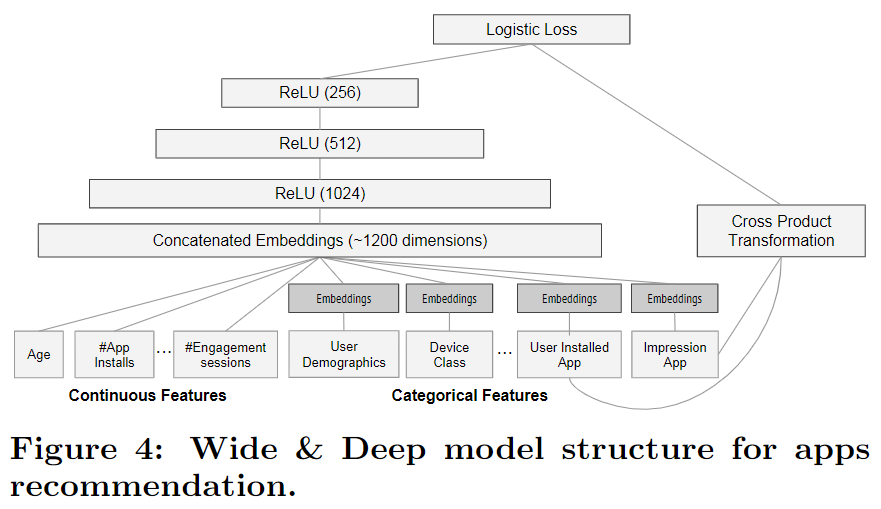 Logistic Loss
ReLU (256)
ReLU (512)
ReLU (1024)
Concatenated Embeddings (~1200 dimensions)
Cross Product
Transformation
Embeddings
Embeddings
Embeddings
Embeddings
Age
#App
Installs
...
#Engagement
sessions
User
Demographics
Device
Class
...
User Installed
App
Impression
App
Continuous Features
Categorical Features
Figure 4: Wide & Deep model structure for apps
recommendation.